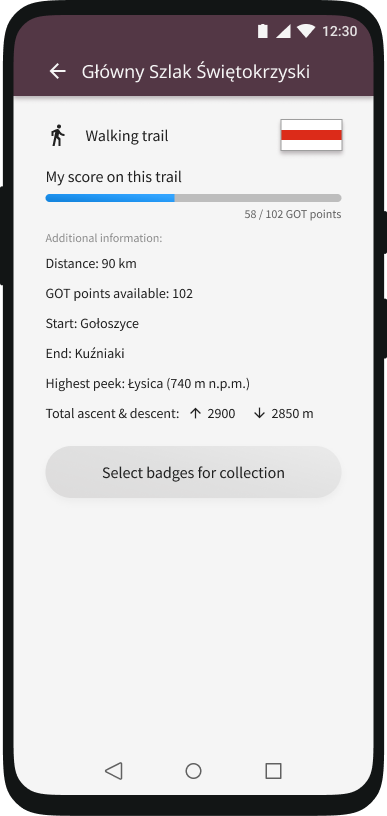 12:30
Główny Szlak Świętokrzyski
Walking trail
My score on this trail
58 / 102 GOT points
Additional information:
Distance: 90 km
GOT points available: 102
Start: Gołoszyce
End: Kuźniaki
Highest peek: Łysica (740 m n.p.m.)
Total ascent & descent: ↑ 2900 ↓ 2850 m
Select badges for collection